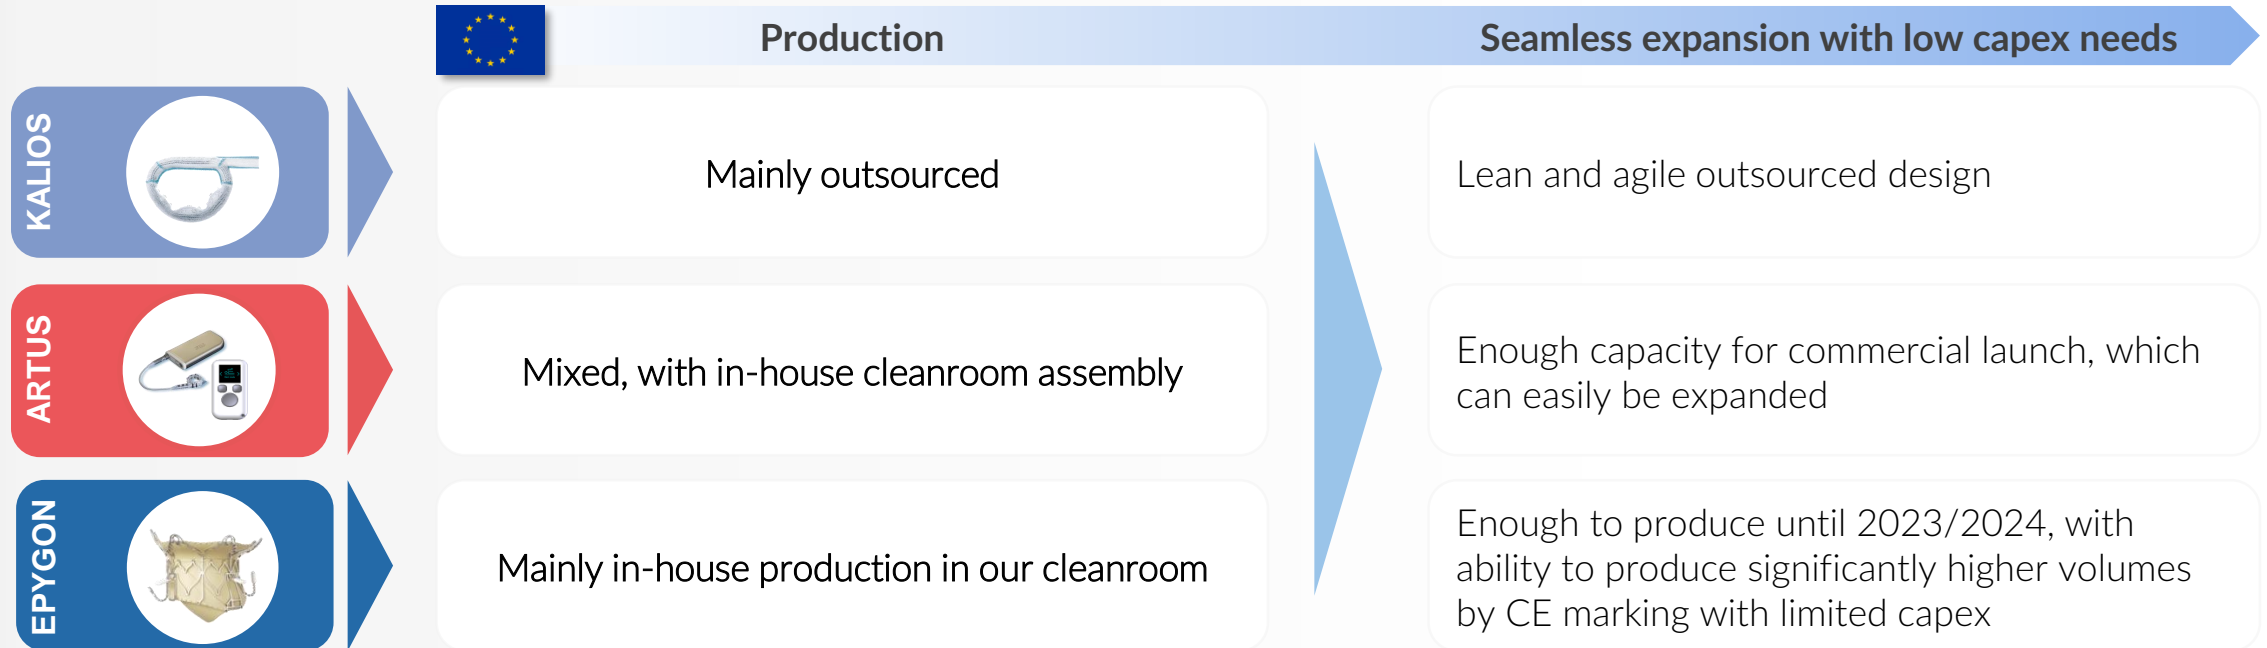 Production
Seamless expansion with low capex needs
KALIOS
Mainly outsourced
Lean and agile outsourced design
ARTUS
Mixed, with in-house cleanroom assembly
Enough capacity for commercial launch, which
can easily be expanded
EPYGON
Mainly in-house production in our cleanroom
Enough to produce until 2023/2024, with
ability to produce significantly higher volumes
by CE marking with limited capex